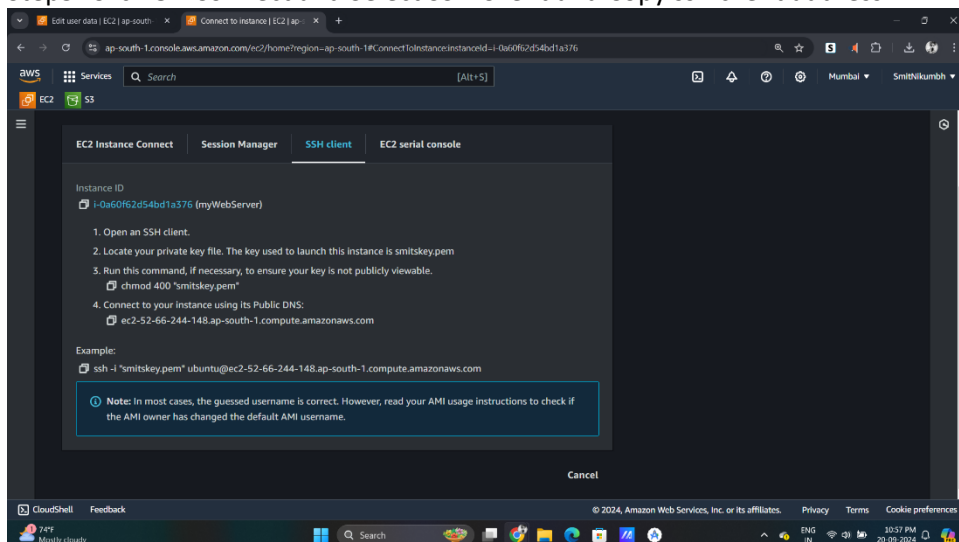 Edit user data | EC2 | ap-south-
Connect to instance | EC2 | ap-s
ap-south-1.console.aws.amazon.com/ec2/home?region=ap-south-1#ConnectToInstance:instanceId=i-0a60f62d54bd1a376
aws
Services
Search
[Alt+S]
Mumbai
SmitNikumbh
EC2
S3
EC2 Instance Connect
Session Manager
SSH client
EC2 serial console
Instance ID
i-0a60f62d54bd1a376 (myWebServer)
1. Open an SSH client.
2. Locate your private key file. The key used to launch this instance is smitskey.pem
3. Run this command, if necessary, to ensure your key is not publicly viewable.
chmod 400 "smitskey.pem"
4. Connect to your instance using its Public DNS:
ec2-52-66-244-148.ap-south-1.compute.amazonaws.com
Example:
ssh -i "smitskey.pem" ubuntu@ec2-52-66-244-148.ap-south-1.compute.amazonaws.com
Note: In most cases, the guessed username is correct. However, read your AMI usage instructions to check if
the AMI owner has changed the default AMI username.
Cancel
CloudShell
Feedback
© 2024, Amazon Web Services, Inc. or its affiliates.
Privacy
Terms
Cookie preferences
74°F
Mostly cloudy
Search
ENG
IN
10:57 PM
20-09-2024